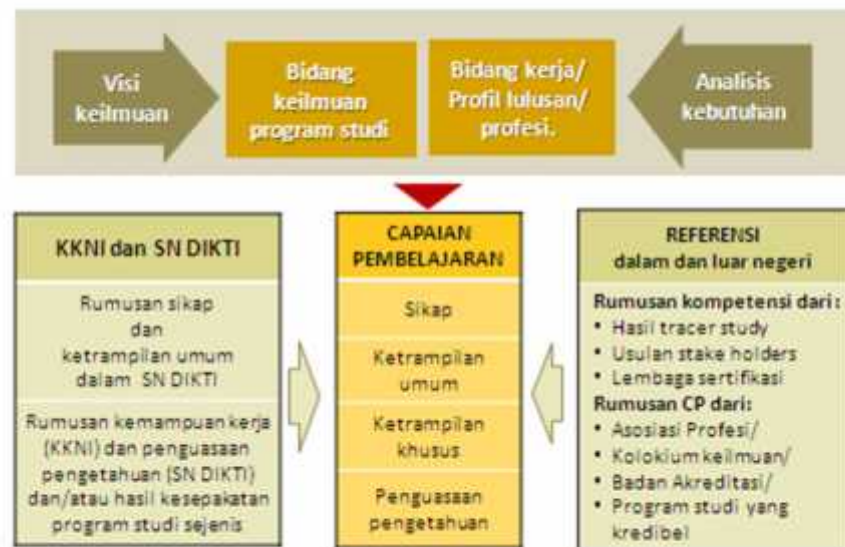 Visi
keilmuan
Bidang
keilmuan
program studi
Bidang kerja/
Profil lulusan/
profesi.
Analisis
kebutuhan
KKNI dan SN DIKTI
Rumusan sikap
dan
ketrampilan umum
dalam SN DIKTI
Rumusan kemampuan kerja
(KKNI) dan penguasaan
pengetahuan (SN DIKTI)
dan/atau hasil kesepakatan
program studi sejenis
CAPAIAN
PEMBELAJARAN
Sikap
Ketrampilan
umum
Ketrampilan
khusus
Penguasaan
pengetahuan
REFERENSI
dalam dan luar negeri
Rumusan kompetensi dari :
• Hasil tracer study
• Usulan stake holders
• Lembaga sertifikasi
Rumusan CP dari:
• Asosiasi Profesi/
• Kolokium keilmuan/
• Badan Akreditasi/
• Program studi yang
kredibel